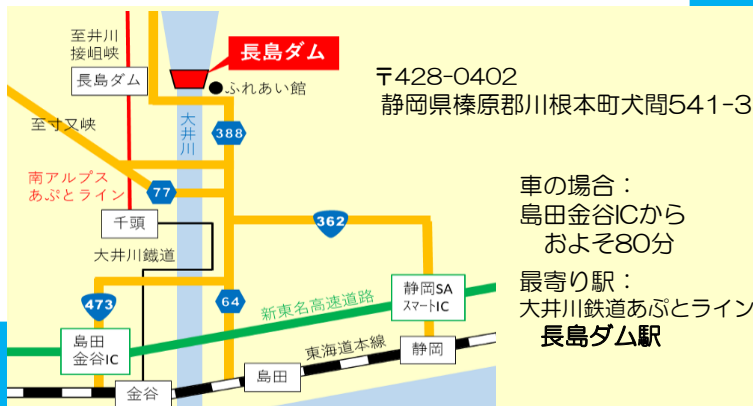 至井川
接岨峡
長島ダム
長島ダム
ふれあい館
至寸又峡
大井川
388
南アルプス
あぷとライン
77
千頭
362
大井川鐵道
473
64
新東名高速道路
静岡SA
スマートIC
島田
金谷IC
東海道本線
静岡
島田
金谷
〒428-0402
静岡県榛原郡川根本町犬間541-3
車の場合：
島田金谷ICから
およそ80分
最寄り駅：
大井川鉄道あぷとライン
長島ダム駅